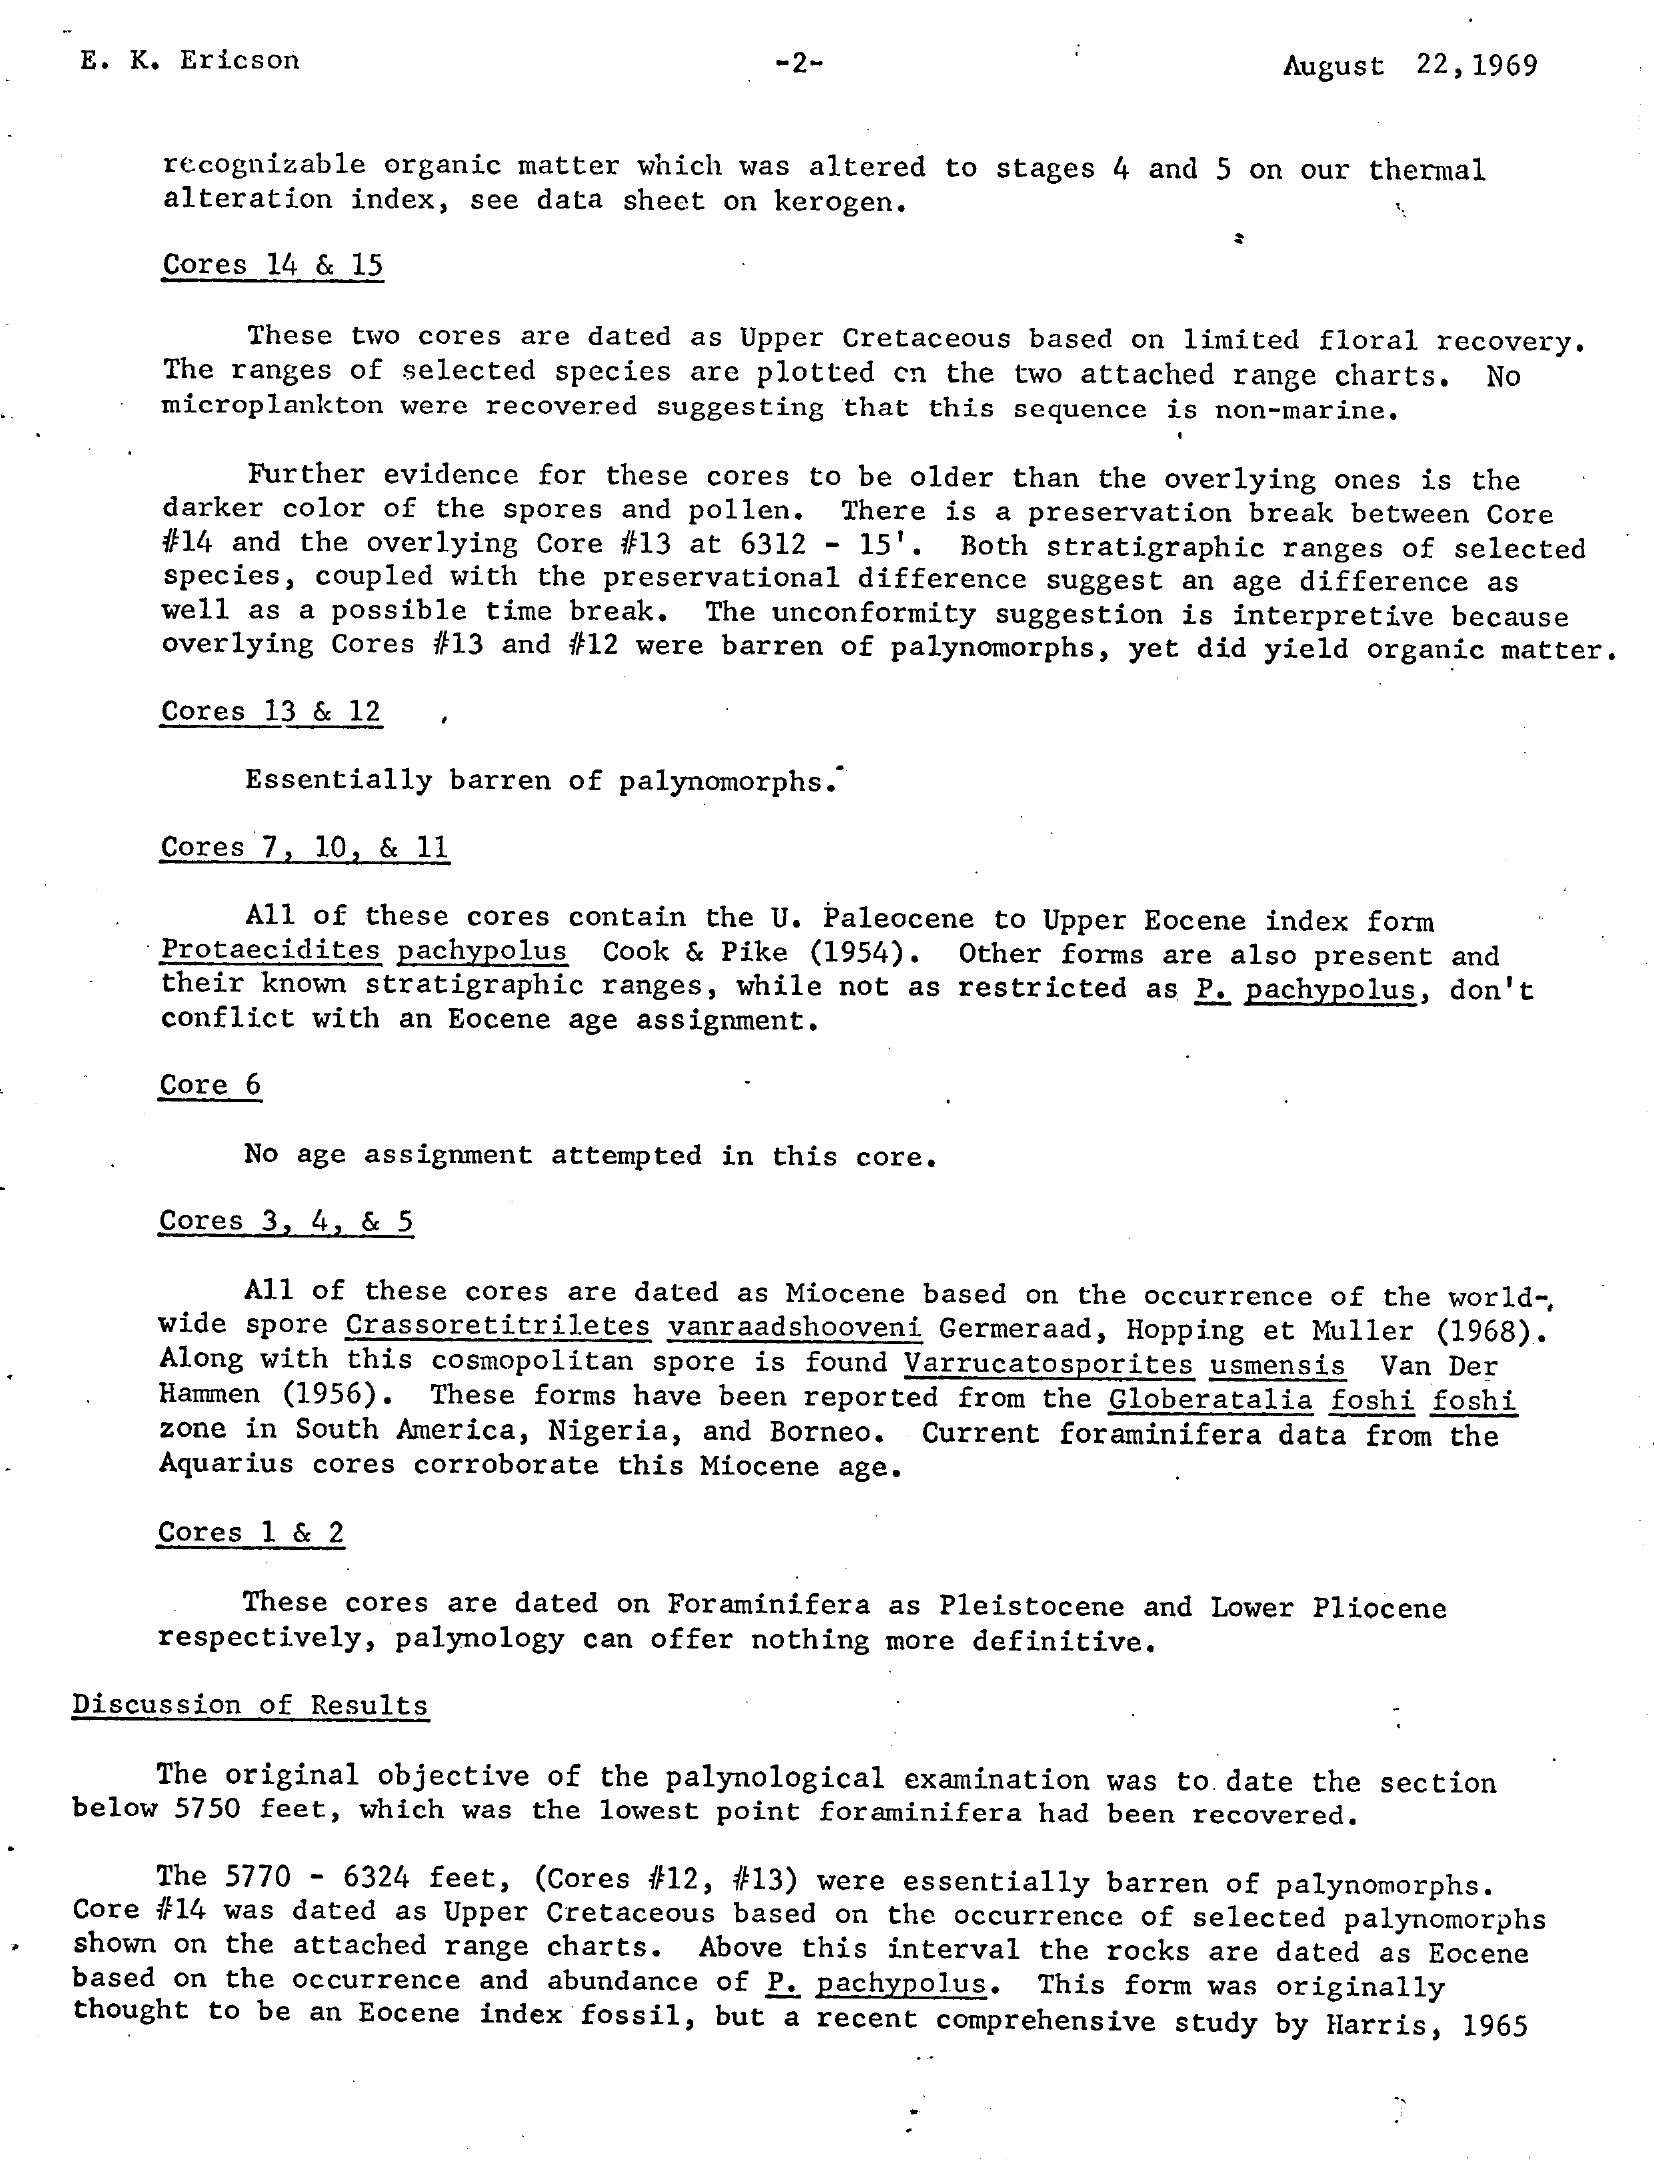 E. K. Ericson -2- August 22,1969
recognizable organic matter which was altered to stages 4 and 5 on our thermal
alteration index, see data sheet on kerogen.
Cores 14 & 15
These two cores are dated as Upper Cretaceous based on limited floral recovery.
The ranges of selected species are plotted cn the two attached range charts. No
microplankton were recovered suggesting that this sequence is non-marine.
Further evidence for these cores to be older than the overlying ones is the
darker color of the spores and pollen. There is a preservation break between Core
#14 and the overlying Core #13 at 6312 - 15'. Both stratigraphic ranges of selected
species, coupled with the preservational difference suggest an age difference as
well as a possible time break. The unconformity suggestion is interpretive because
overlying Cores #13 and #12 were barren of palynomorphs, yet did yield organic matter.
Cores 13 & 12
Essentially barren of palynomorphs.
Cores 7, 10, & 11
All of these cores contain the U. Paleocene to Upper Eocene index form
Protaecidites pachypolus Cook & Pike (1954). Other forms are also present and
their known stratigraphic ranges, while not as restricted as P. pachypolus, don't
conflict with an Eocene age assignment.
Core 6
No age assignment attempted in this core.
Cores 3, 4, & 5
All of these cores are dated as Miocene based on the occurrence of the world-
wide spore Crassoretitriletes vanraadshooveni Germeraad, Hopping et Muller (1968).
Along with this cosmopolitan spore is found Varrucatosporites usmensis Van Der
Hammen (1956). These forms have been reported from the Globeratalia foshi foshi
zone in South America, Nigeria, and Borneo. Current foraminifera data from the
Aquarius cores corroborate this Miocene age.
Cores 1 & 2
These cores are dated on Foraminifera as Pleistocene and Lower Pliocene
respectively, palynology can offer nothing more definitive.
Discussion of Results
The original objective of the palynological examination was to date the section
below 5750 feet, which was the lowest point foraminifera had been recovered.
The 5770 - 6324 feet, (Cores #12, #13) were essentially barren of palynomorphs.
Core #14 was dated as Upper Cretaceous based on the occurrence of selected palynomorphs
shown on the attached range charts. Above this interval the rocks are dated as Eocene
based on the occurrence and abundance of P. pachypolus. This form was originally
thought to be an Eocene index fossil, but a recent comprehensive study by Harris, 1965